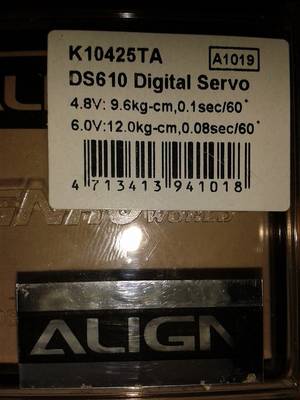 K10425TA A1019
DS610 Digital Servo
4.8V: 9.6kg-cm,0.1sec/60°
6.0V:12.0kg-cm,0.08sec/60°
4 713413 941018
WORLD
ALIGN